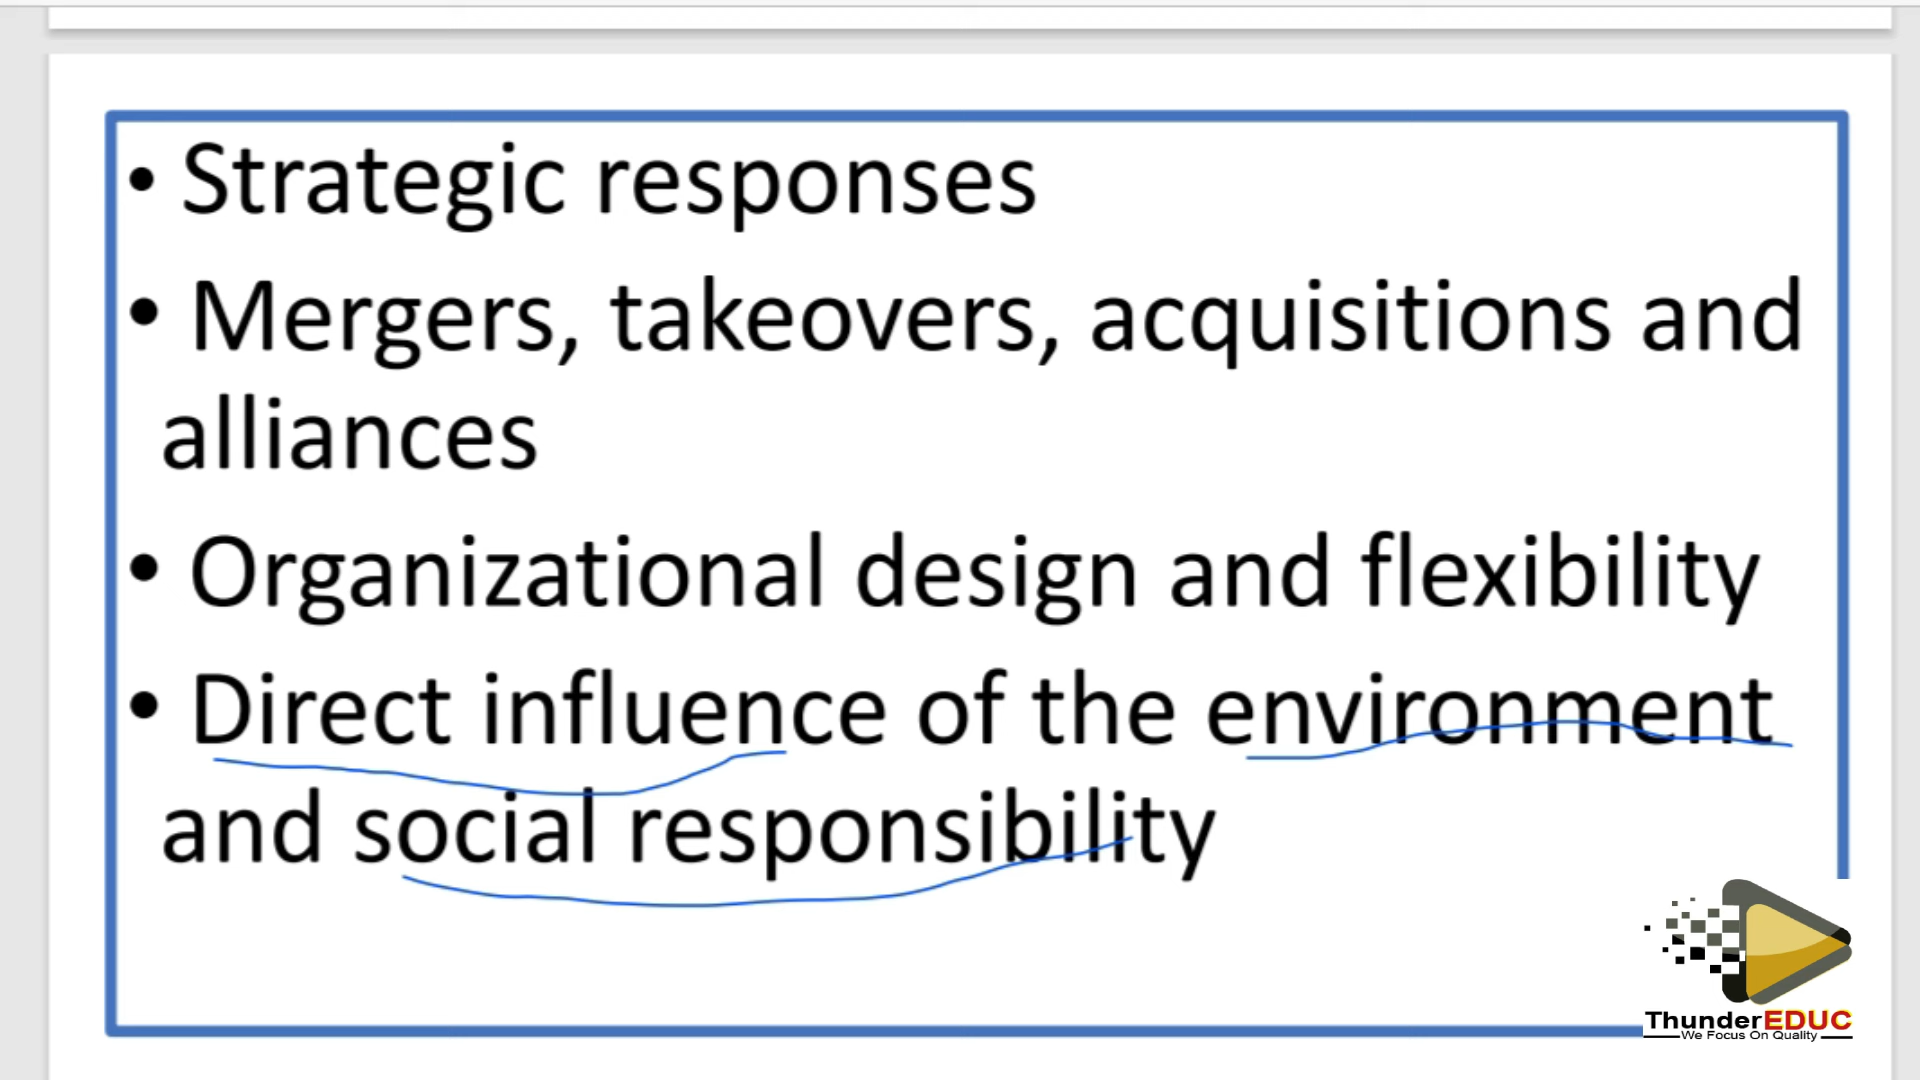 • Strategic responses
• Mergers, takeovers, acquisitions and
alliances
• Organizational design and flexibility
• Direct influence of the environment
and social responsibility
ThunderEDUC
We Focus On Quality